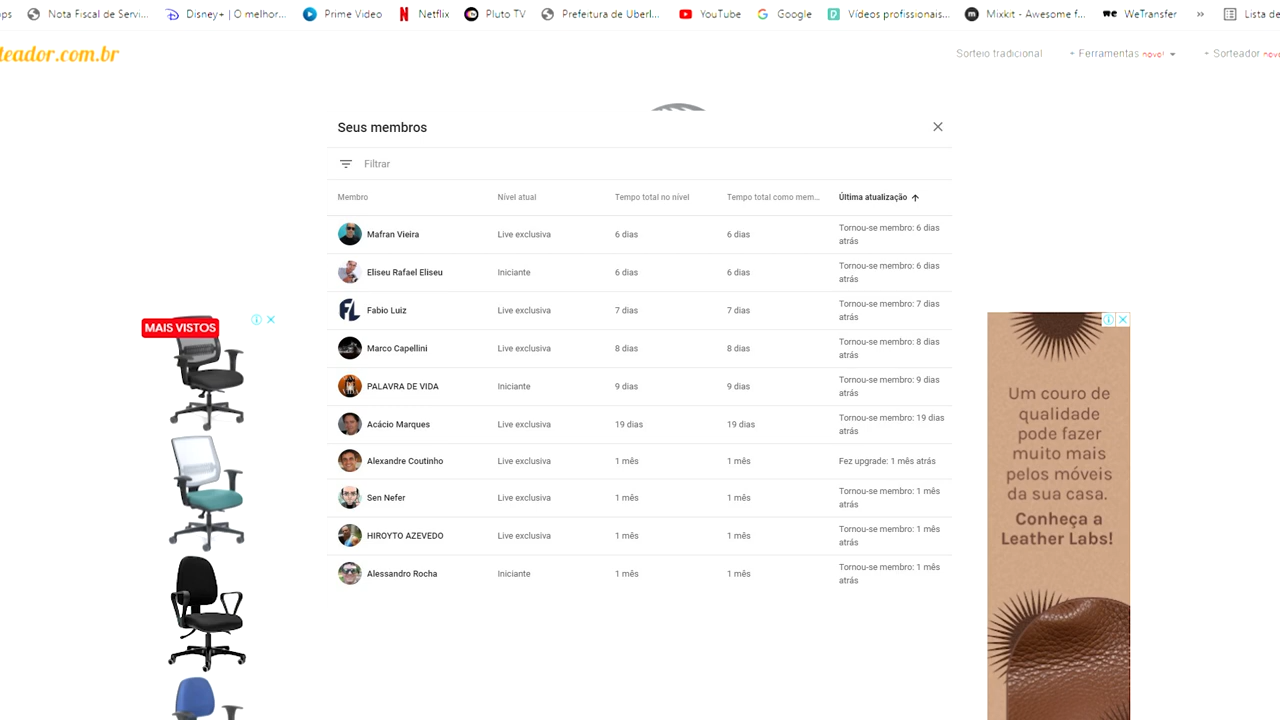 ps Nota Fiscal de Servi... Disney+ | O melhor... Prime Video Netflix Pluto TV Prefeitura de Uberl... YouTube Google Vídeos profissionais... Mixkit - Awesome f... WeTransfer » Lista de
teador.com.br
Sorteio tradicional + Ferramentas novo! + Sorteador nov
Seus membros
Filtrar
Membro Nível atual Tempo total no nível Tempo total como mem... Última atualização
Mafran Vieira Live exclusiva 6 dias 6 dias Tornou-se membro: 6 dias
atrás
Eliseu Rafael Eliseu Iniciante 6 dias 6 dias Tornou-se membro: 6 dias
atrás
FL Fabio Luiz Live exclusiva 7 dias 7 dias Tornou-se membro: 7 dias
atrás
Marco Capellini Live exclusiva 8 dias 8 dias Tornou-se membro: 8 dias
atrás
PALAVRA DE VIDA Iniciante 9 dias 9 dias Tornou-se membro: 9 dias
atrás
Acácio Marques Live exclusiva 19 dias 19 dias Tornou-se membro: 19 dias
atrás
Alexandre Coutinho Live exclusiva 1 mês 1 mês Fez upgrade: 1 mês atrás
Sen Nefer Live exclusiva 1 mês 1 mês Tornou-se membro: 1 mês
atrás
HIROYTO AZEVEDO Live exclusiva 1 mês 1 mês Tornou-se membro: 1 mês
atrás
Alessandro Rocha Iniciante 1 mês 1 mês Tornou-se membro: 1 mês
atrás
MAIS VISTOS
Um couro de
qualidade
pode fazer
muito mais
pelos móveis
da sua casa.
Conheça a
Leather Labs!